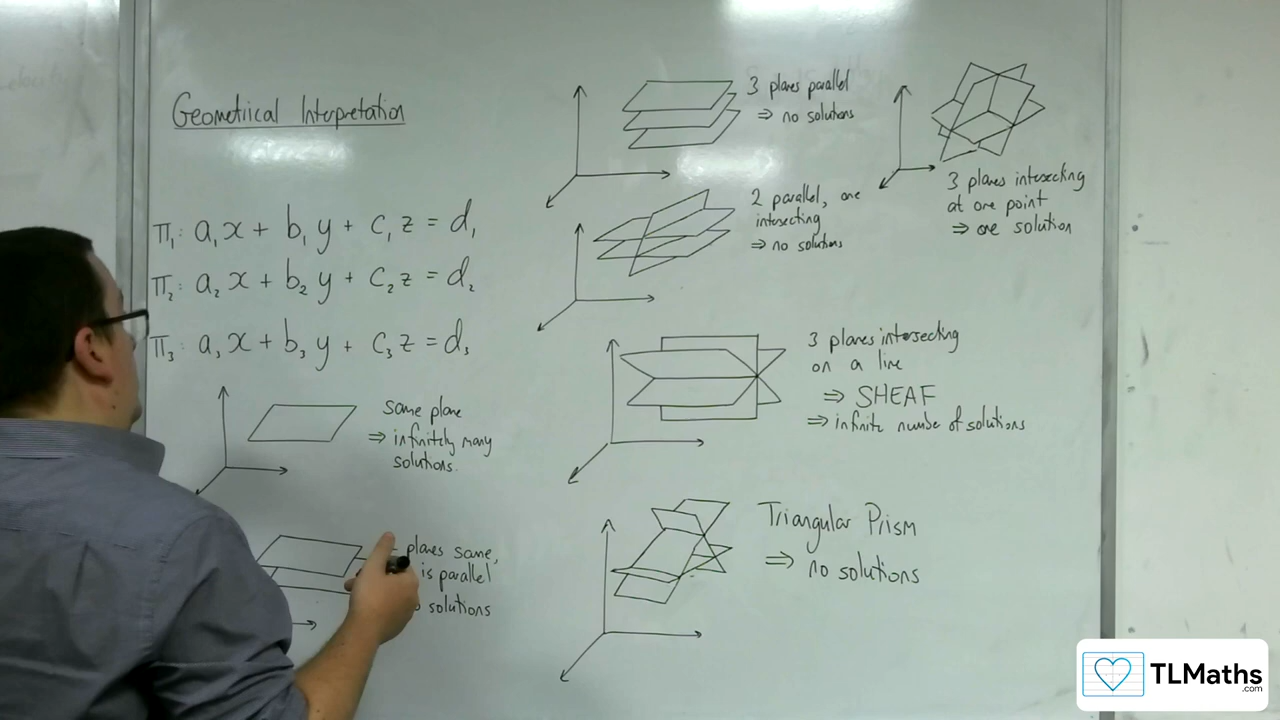 Geometrical Interpretation
π₁: a₁x + b₁y + c₁z = d₁
π₂: a₂x + b₂y + c₂z = d₂
π₃: a₃x + b₃y + c₃z = d₃
same plane
⇒ infinitely many
solutions.
planes same,
is parallel
solutions
3 planes parallel
⇒ no solutions
2 parallel, one
intersecting
⇒ no solutions
3 planes intersecting
on a line
⇒ SHEAF
⇒ infinite number of solutions
Triangular Prism
⇒ no solutions
3 planes intersecting
at one point
⇒ one solution
TLMaths
.com